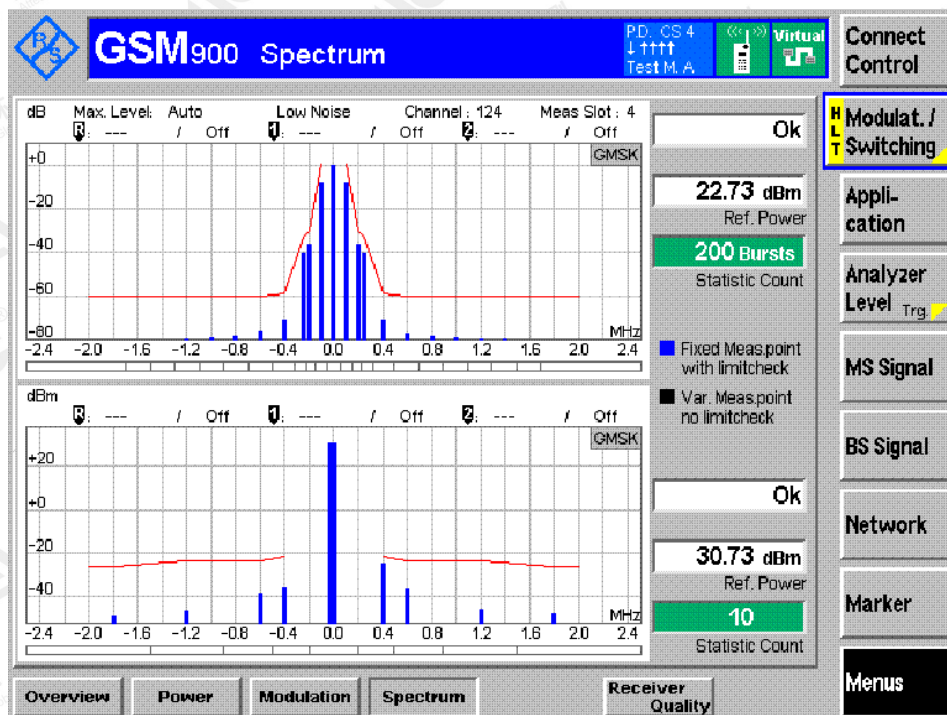 R/S
GSM900 Spectrum
P.D. CS 4
↓↑↑↑↑
Test M. A
Virtual
Connect
Control
dB Max. Level: Auto Low Noise Channel : 124 Meas Slot : 4
R: --- / Off 1: --- / Off 2: --- / Off
GMSK
+0
-20
-40
-60
-80
MHz
-2.4 -2.0 -1.6 -1.2 -0.8 -0.4 0.0 0.4 0.8 1.2 1.6 2.0 2.4
Ok
22.73 dBm
Ref. Power
200 Bursts
Statistic Count
Fixed Meas.point
with limitcheck
Var. Meas.point
no limitcheck
dBm
R: --- / Off 1: --- / Off 2: --- / Off
GMSK
+20
+0
-20
-40
MHz
-2.4 -2.0 -1.6 -1.2 -0.8 -0.4 0.0 0.4 0.8 1.2 1.6 2.0 2.4
Ok
30.73 dBm
Ref. Power
10
Statistic Count
HLT
Modulat. /
Switching
Appli-
cation
Analyzer
Level Trg.
MS Signal
BS Signal
Network
Marker
Menus
Overview Power Modulation Spectrum Receiver
Quality